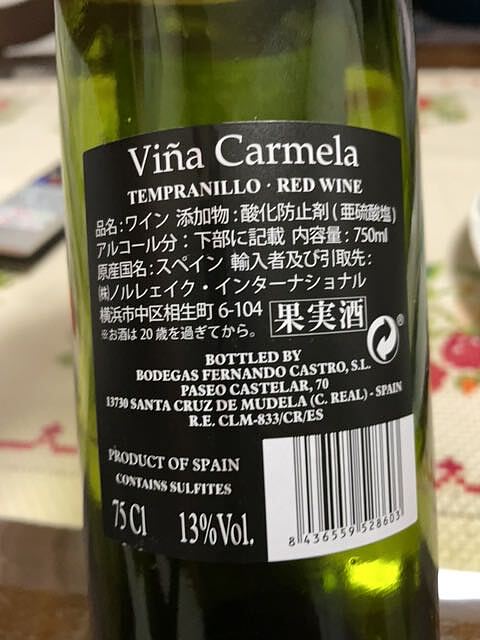 Viña Carmela
TEMPRANILLO · RED WINE
品名:ワイン 添加物:酸化防止剤(亜硫酸塩)
アルコール分:下部に記載 内容量:750ml
原産国名:スペイン 輸入者及び引取先:
㈱ノルレェイク・インターナショナル
横浜市中区相生町 6-104
※お酒は20歳を過ぎてから。
果実酒
®
BOTTLED BY
BODEGAS FERNANDO CASTRO, S.L.
PASEO CASTELAR, 70
13730 SANTA CRUZ DE MUDELA (C. REAL) - SPAIN
R.E. CLM-833/CR/ES
PRODUCT OF SPAIN
CONTAINS SULFITES
75 Cl 13%Vol.
8 436559 528603